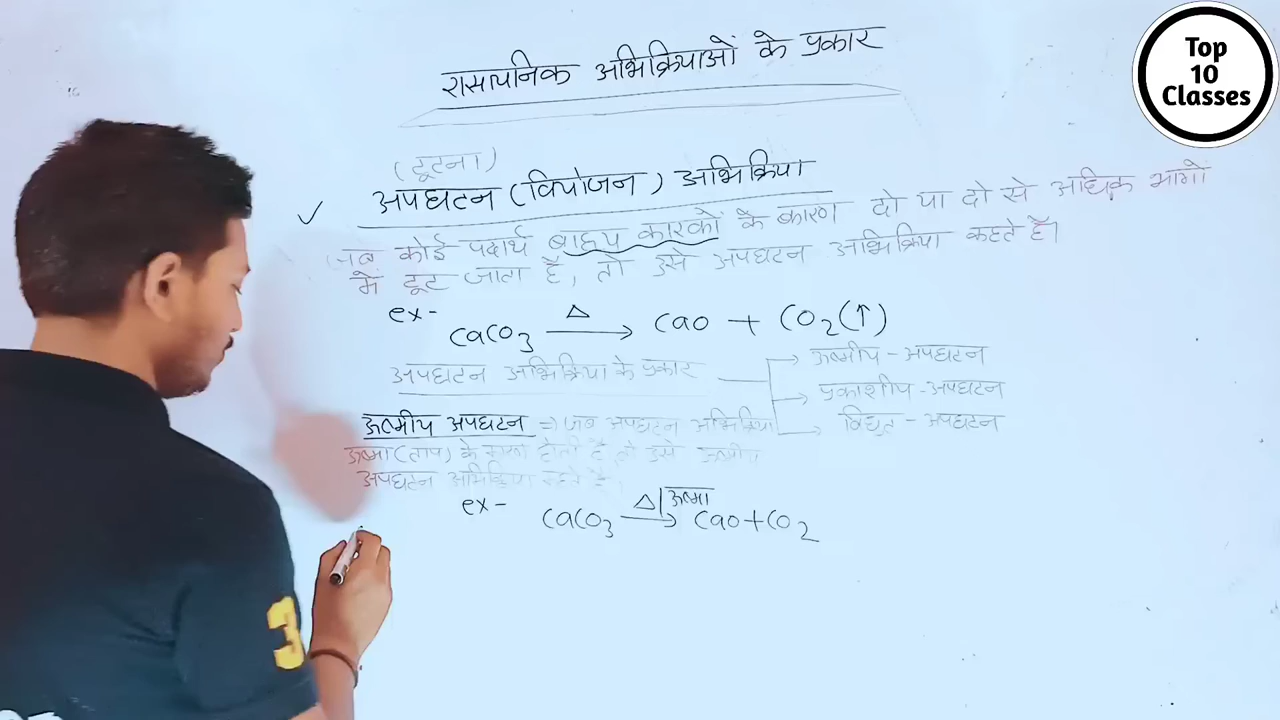 Top
10
Classes
रासायनिक अभिक्रियाओं के प्रकार
(टूटना)
अपघटन (वियोजन) अभिक्रिया
✓ जब कोई पदार्थ बाह्य कारकों के कारण दो या दो से अधिक भागों
में टूट जाता है, तो उसे अपघटन अभिक्रिया कहते हैं।
ex- CaCO₃ —Δ→ CaO + CO₂(↑)
अपघटन अभिक्रिया के प्रकार
ऊष्मीय - अपघटन
प्रकाशीय - अपघटन
विद्युत - अपघटन
ऊष्मीय अपघटन => जब अपघटन अभिक्रिया
ऊष्मा (ताप) के कारण होती है, तो उसे ऊष्मीय
अपघटन अभिक्रिया कहते हैं।
ex- CaCO₃ —Δ|ऊष्मा→ CaO + CO₂
3